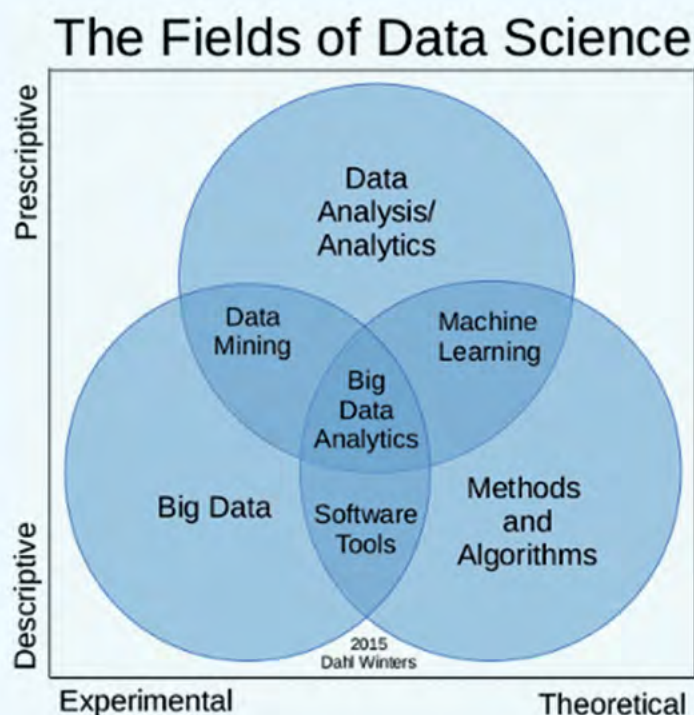 The Fields of Data Science
Prescriptive
Data
Analysis/
Analytics
Data
Mining
Machine
Learning
Big
Data
Analytics
Big Data
Software
Tools
Methods
and
Algorithms
Descriptive
2015
Dahl Winters
Experimental
Theoretical